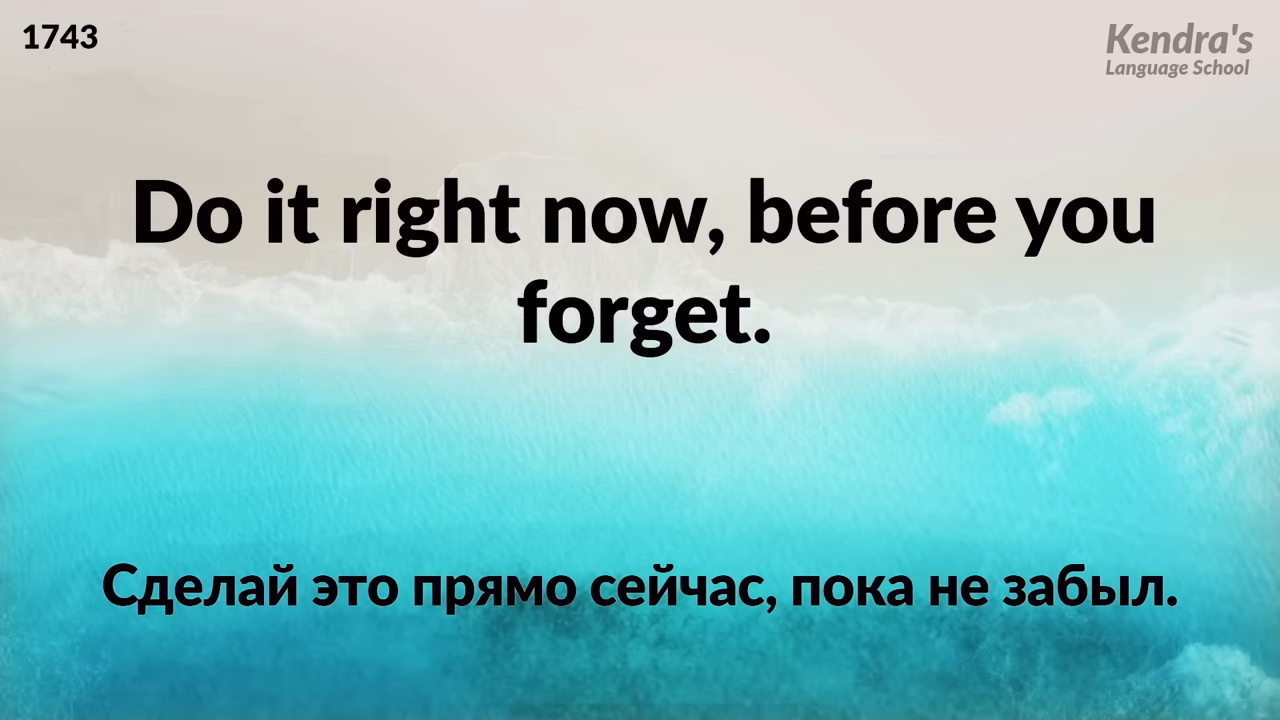 1743
Kendra's
Language School
Do it right now, before you
forget.
Сделай это прямо сейчас, пока не забыл.